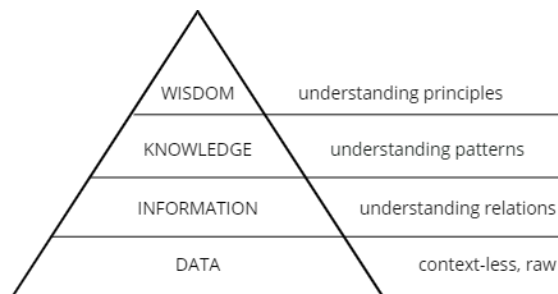 WISDOM understanding principles
KNOWLEDGE understanding patterns
INFORMATION understanding relations
DATA context-less, raw